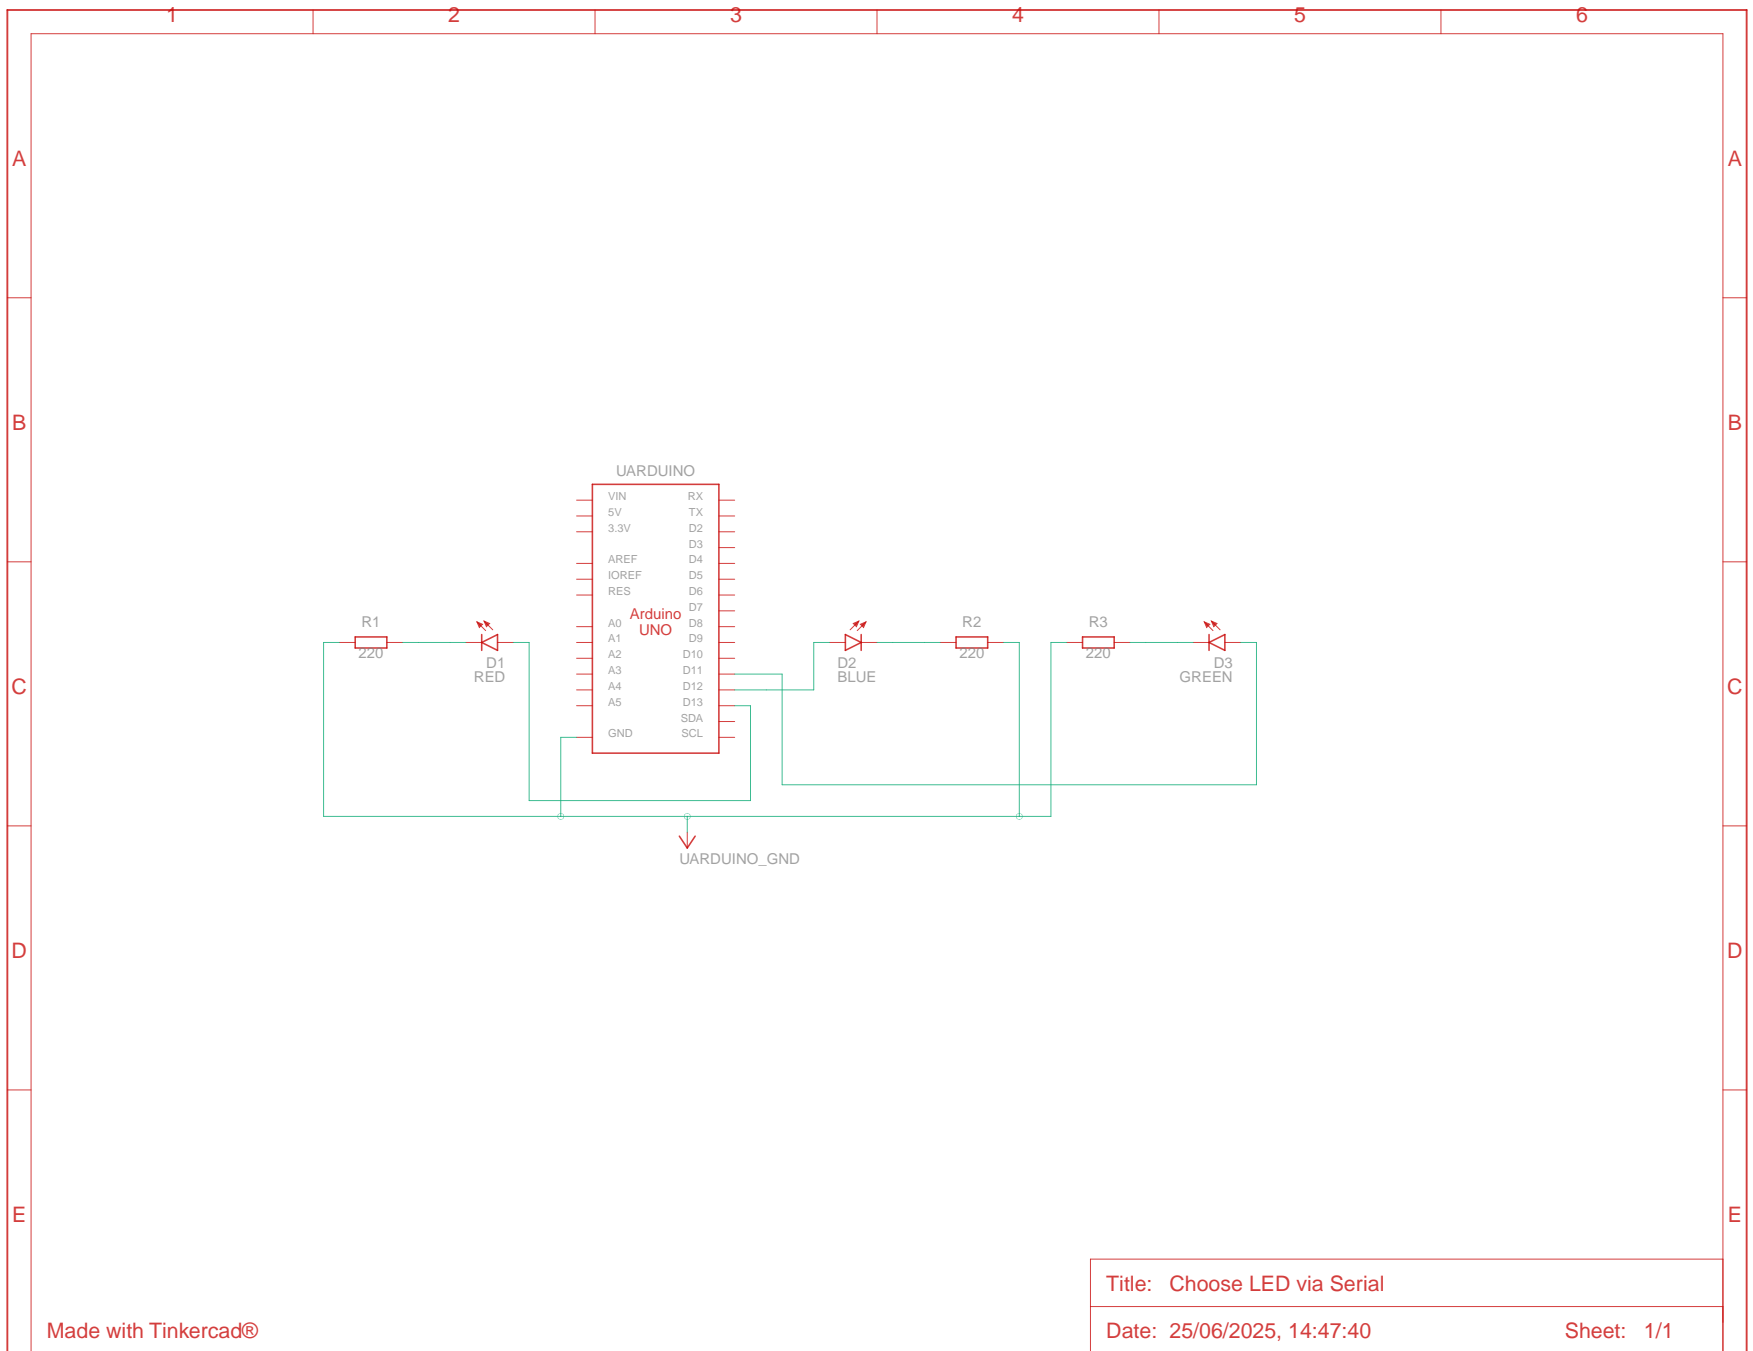 1 2 3 4 5 6
A A
B B
UARDUINO
VIN RX
5V TX
3.3V D2
D3
AREF D4
IOREF D5
RES D6
D7
Arduino
UNO
A0 D8
A1 D9
A2 D10
A3 D11
A4 D12
A5 D13
SDA
GND SCL
R1
220
D1
RED
D2
BLUE
R2
220
R3
220
D3
GREEN
C C
UARDUINO_GND
D D
E E
Title: Choose LED via Serial
Made with Tinkercad®
Date: 25/06/2025, 14:47:40 Sheet: 1/1